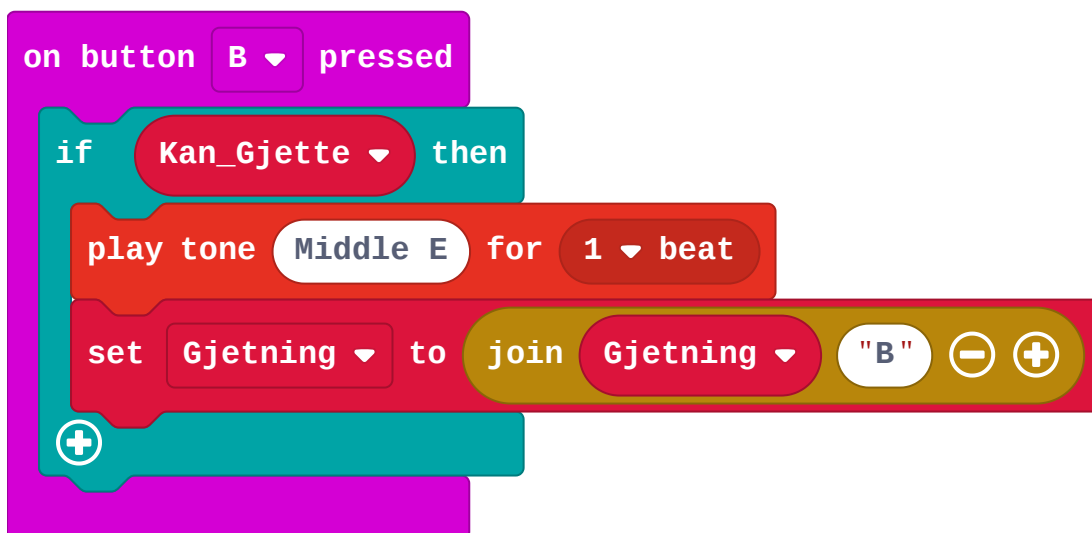 on button B pressed
if Kan_Gjette then
play tone Middle E for 1 beat
set Gjetning to join Gjetning "B"